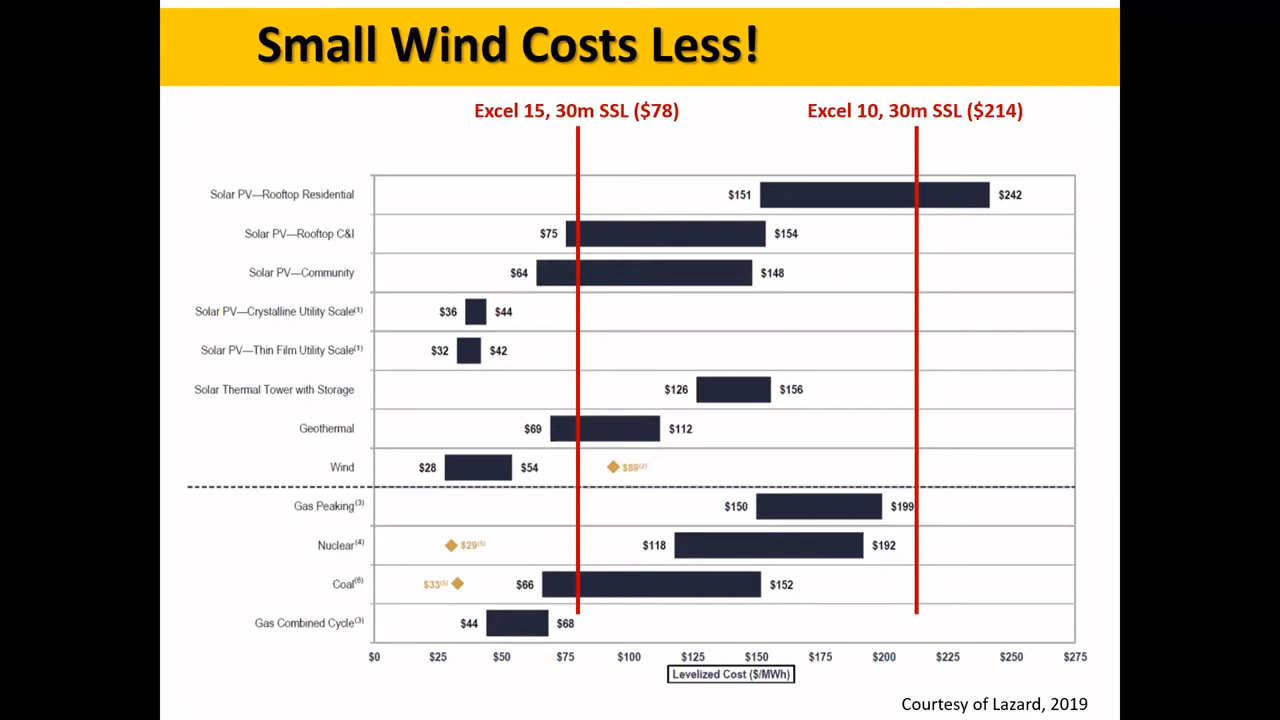 Small Wind Costs Less!
Excel 15, 30m SSL ($78)
Excel 10, 30m SSL ($214)
Solar PV—Rooftop Residential $151 $242
Solar PV—Rooftop C&I $75 $154
Solar PV—Community $64 $148
Solar PV—Crystalline Utility Scale(1) $36 $44
Solar PV—Thin Film Utility Scale(1) $32 $42
Solar Thermal Tower with Storage $126 $156
Geothermal $69 $112
Wind $28 $54 $89(2)
Gas Peaking(3) $150 $199
Nuclear(4) $29(5) $118 $192
Coal(6) $33(5) $66 $152
Gas Combined Cycle(3) $44 $68
$0 $25 $50 $75 $100 $125 $150 $175 $200 $225 $250 $275
Levelized Cost ($/MWh)
Courtesy of Lazard, 2019